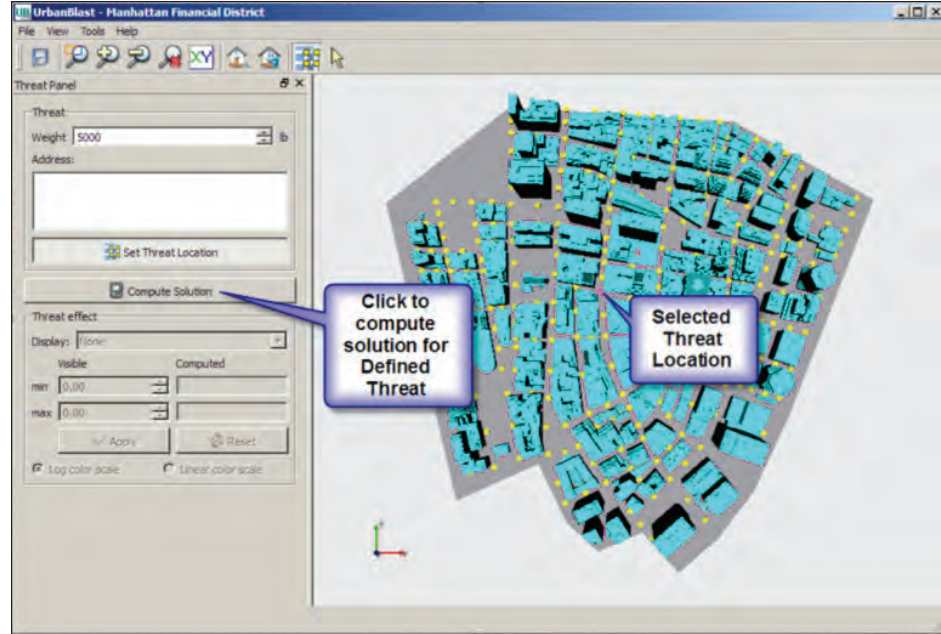 UB UrbanBlast - Manhattan Financial District
File View Tools Help
XY
Threat Panel
Threat
Weight 5000 lb
Address:
Set Threat Location
Compute Solution
Threat effect
Display: None
Visible Computed
min 0.00
max 0.00
Apply Reset
Log color scale Linear color scale
Click to
compute
solution for
Defined
Threat
Selected
Threat
Location